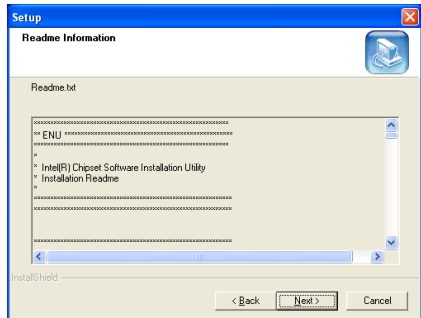 Setup
Readme Information
Readme.txt
************************************************************
** ENU ****************************************************
************************************************************
*
* Intel(R) Chipset Software Installation Utility
* Installation Readme
*
************************************************************
************************************************************
************************************************************
InstallShield
< Back Next > Cancel